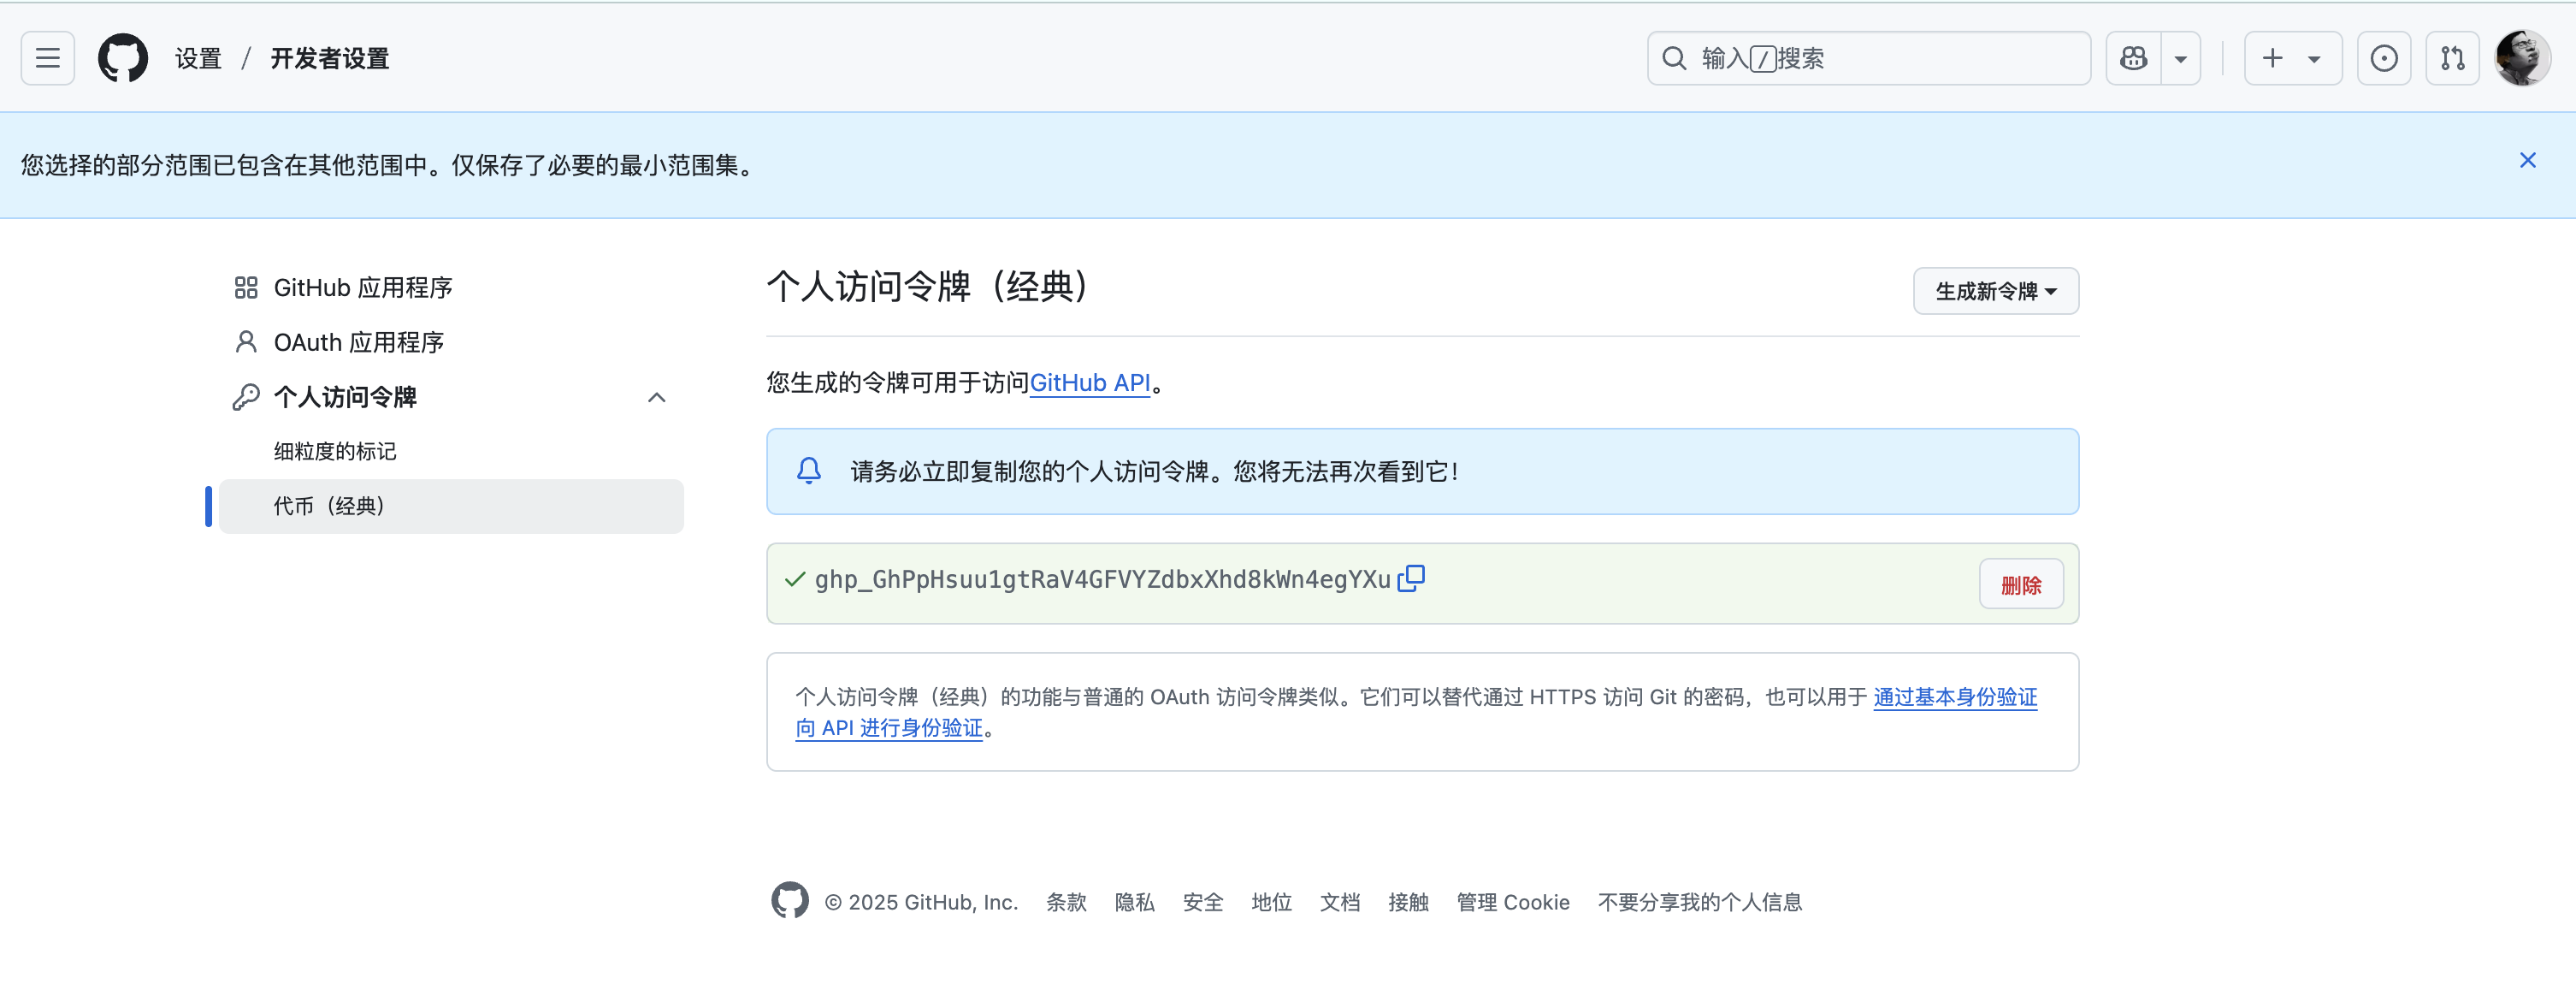 设置 / 开发者设置
输入/搜索
您选择的部分范围已包含在其他范围中。仅保存了必要的最小范围集。
GitHub 应用程序
OAuth 应用程序
个人访问令牌
细粒度的标记
代币（经典）
个人访问令牌（经典）
生成新令牌
您生成的令牌可用于访问GitHub API。
请务必立即复制您的个人访问令牌。您将无法再次看到它！
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
删除
个人访问令牌（经典）的功能与普通的 OAuth 访问令牌类似。它们可以替代通过 HTTPS 访问 Git 的密码，也可以用于 通过基本身份验证
向 API 进行身份验证。
© 2025 GitHub, Inc. 条款 隐私 安全 地位 文档 接触 管理 Cookie 不要分享我的个人信息